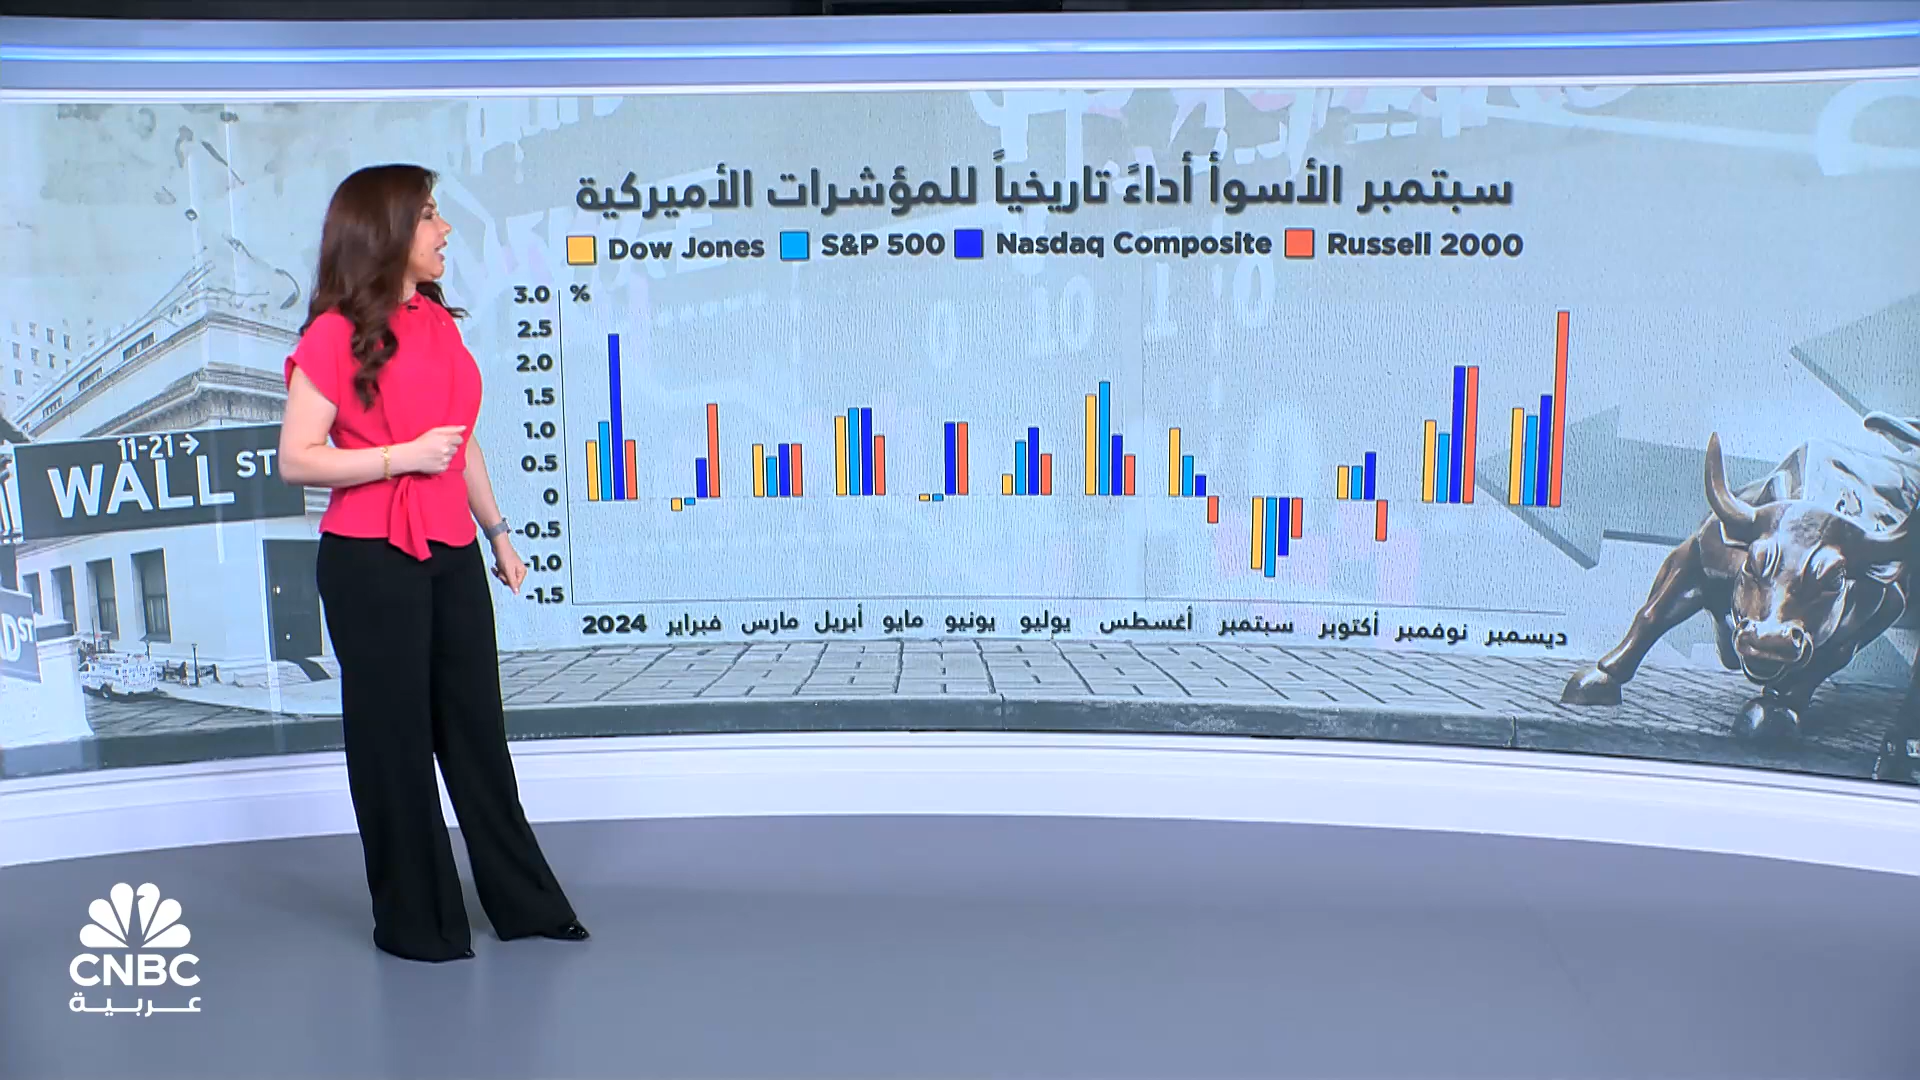 سبتمبر الأسوأ أداءً تاريخياً للمؤشرات الأميركية
Dow Jones S&P 500 Nasdaq Composite Russell 2000
3.0 %
2.5
2.0
1.5
1.0
0.5
0
-0.5
-1.0
-1.5
2024 فبراير مارس أبريل مايو يونيو يوليو أغسطس سبتمبر أكتوبر نوفمبر ديسمبر
11-21→
WALL ST
D ST
CNBC
عربية